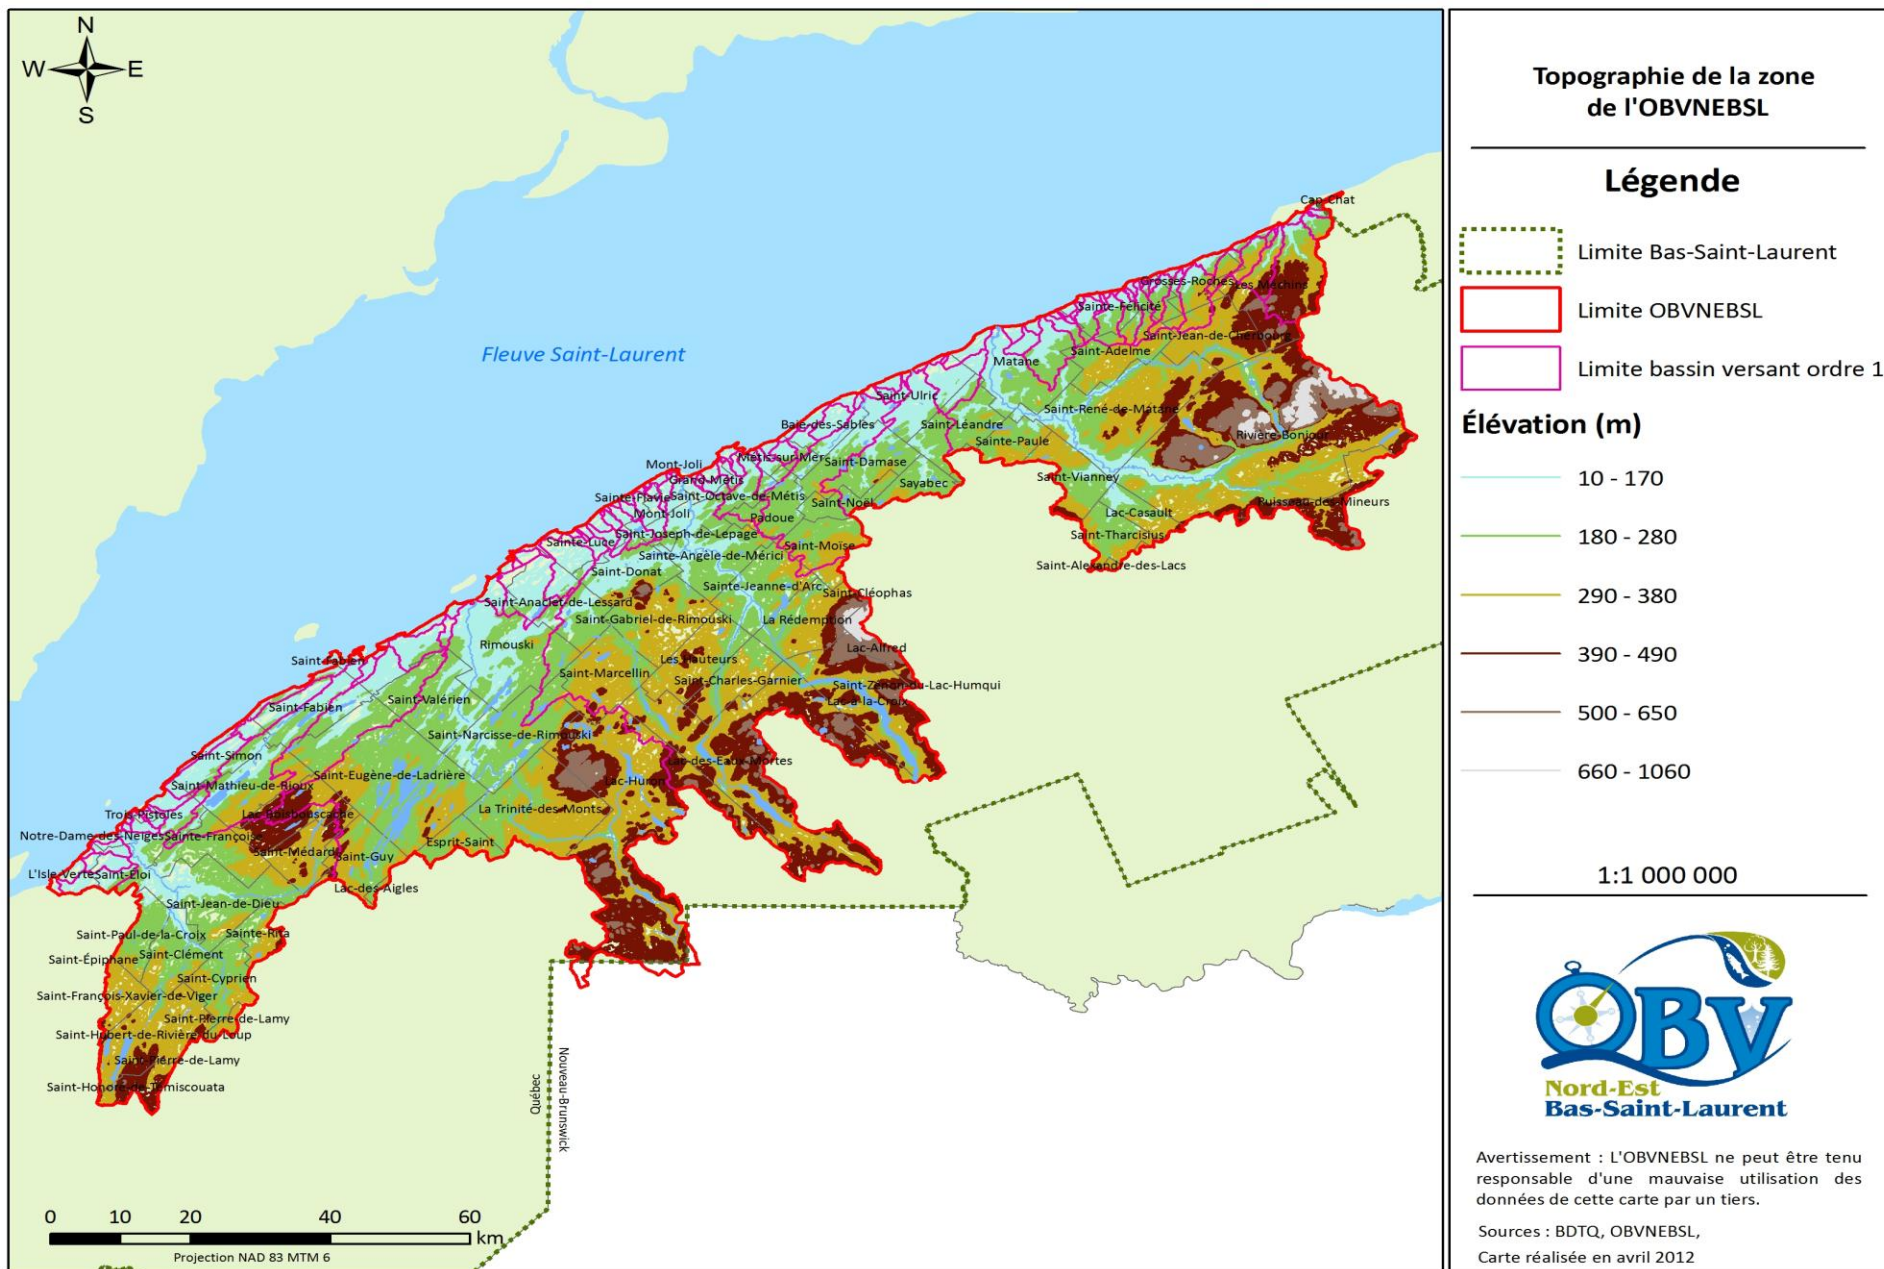 N
W E
S
Fleuve Saint-Laurent
Cap-Chat
Grosses-Roches
Les Méchins
Sainte-Félicité
Saint-Jean-de-Cherbourg
Saint-Adelme
Matane
Saint-Ulric
Saint-René-de-Matane
Baie-des-Sables
Saint-Léandre
Rivière-Bonjour
Sainte-Paule
Métis-sur-Mer
Mont-Joli
Saint-Damase
Grand-Métis
Saint-Vianney
Sayabec
Sainte-Flavie
Saint-Octave-de-Métis
Saint-Noël
Ruisseau-des-Mineurs
Mont-Joli
Padoue
Lac-Casault
Saint-Joseph-de-Lepage
Saint-Tharcisius
Sainte-Luce
Saint-Moïse
Sainte-Angèle-de-Mérici
Saint-Alexandre-des-Lacs
Saint-Donat
Sainte-Jeanne-d'Arc
Saint-Cléophas
Saint-Anaclet-de-Lessard
Saint-Gabriel-de-Rimouski
La Rédemption
Rimouski
Lac-Alfred
Saint-Fabien
Les Hauteurs
Saint-Marcellin
Saint-Charles-Garnier
Saint-Zénon-du-Lac-Humqui
Saint-Valérien
Lac-à-la-Croix
Saint-Fabien
Saint-Narcisse-de-Rimouski
Saint-Simon
Lac-des-Eaux-Mortes
Saint-Eugène-de-Ladrière
Lac-Huron
Saint-Mathieu-de-Rioux
La Trinité-des-Monts
Trois-Pistoles
Lac-Boisbouscache
Notre-Dame-des-Neiges
Sainte-Françoise
Esprit-Saint
Saint-Médard
Saint-Guy
L'Isle-Verte
Saint-Éloi
Lac-des-Aigles
Saint-Jean-de-Dieu
Saint-Paul-de-la-Croix
Sainte-Rita
Saint-Clément
Saint-Épiphane
Saint-Cyprien
Saint-François-Xavier-de-Viger
Saint-Pierre-de-Lamy
Saint-Hubert-de-Rivière-du-Loup
Saint-Pierre-de-Lamy
Saint-Honoré-de-Témiscouata
Québec
Nouveau-Brunswick
0 10 20 40 60
km
Projection NAD 83 MTM 6
Topographie de la zone
de l'OBVNEBSL
Légende
Limite Bas-Saint-Laurent
Limite OBVNEBSL
Limite bassin versant ordre 1
Élévation (m)
10 - 170
180 - 280
290 - 380
390 - 490
500 - 650
660 - 1060
1:1 000 000
OBV
Nord-Est
Bas-Saint-Laurent
Avertissement : L'OBVNEBSL ne peut être tenu
responsable d'une mauvaise utilisation des
données de cette carte par un tiers.
Sources : BDTQ, OBVNEBSL,
Carte réalisée en avril 2012